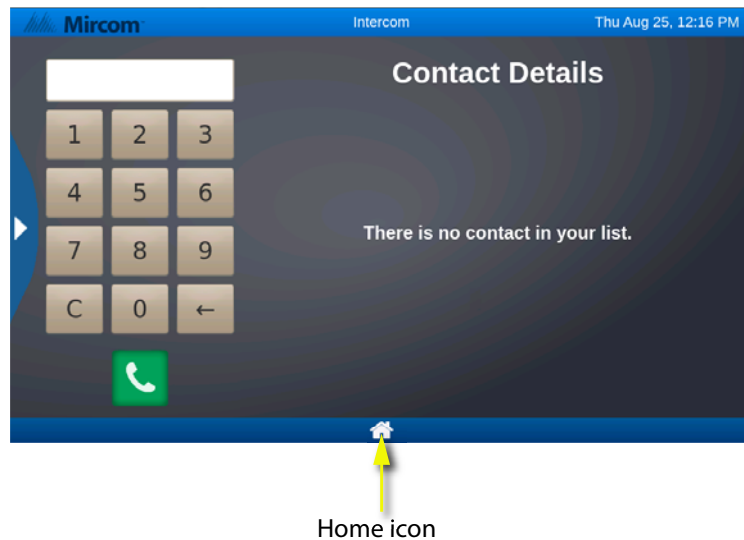 Mircom Intercom Thu Aug 25, 12:16 PM
Contact Details
1 2 3
4 5 6
There is no contact in your list.
7 8 9
C 0 ←
Home icon